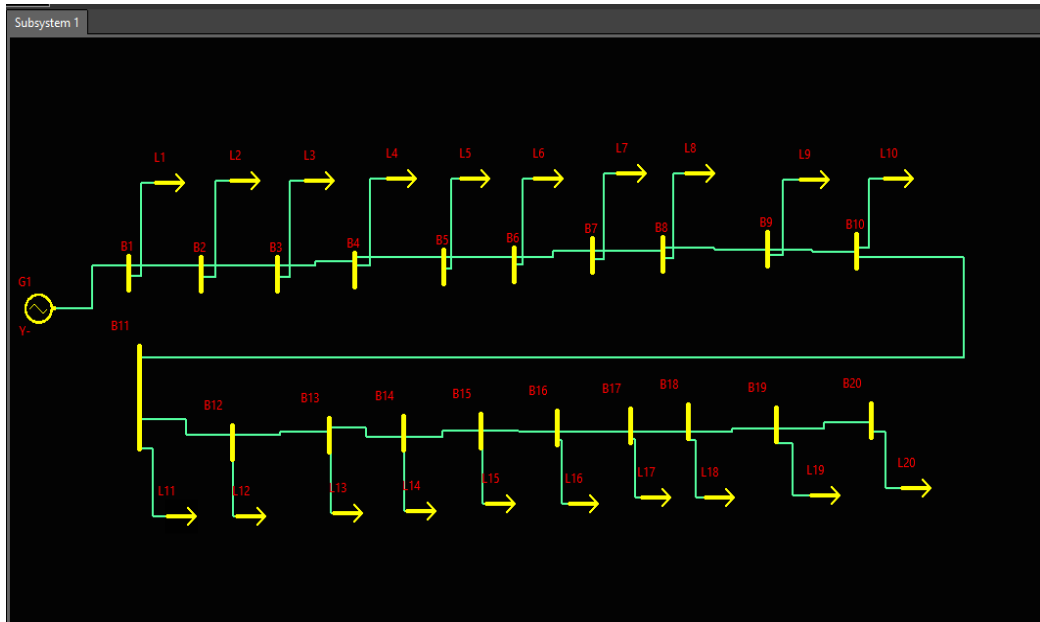 Subsystem 1
L1 L2 L3 L4 L5 L6 L7 L8 L9 L10
B1 B2 B3 B4 B5 B6 B7 B8 B9 B10
G1
Y-
B11
B12 B13 B14 B15 B16 B17 B18 B19 B20
L11 L12 L13 L14 L15 L16 L17 L18 L19 L20